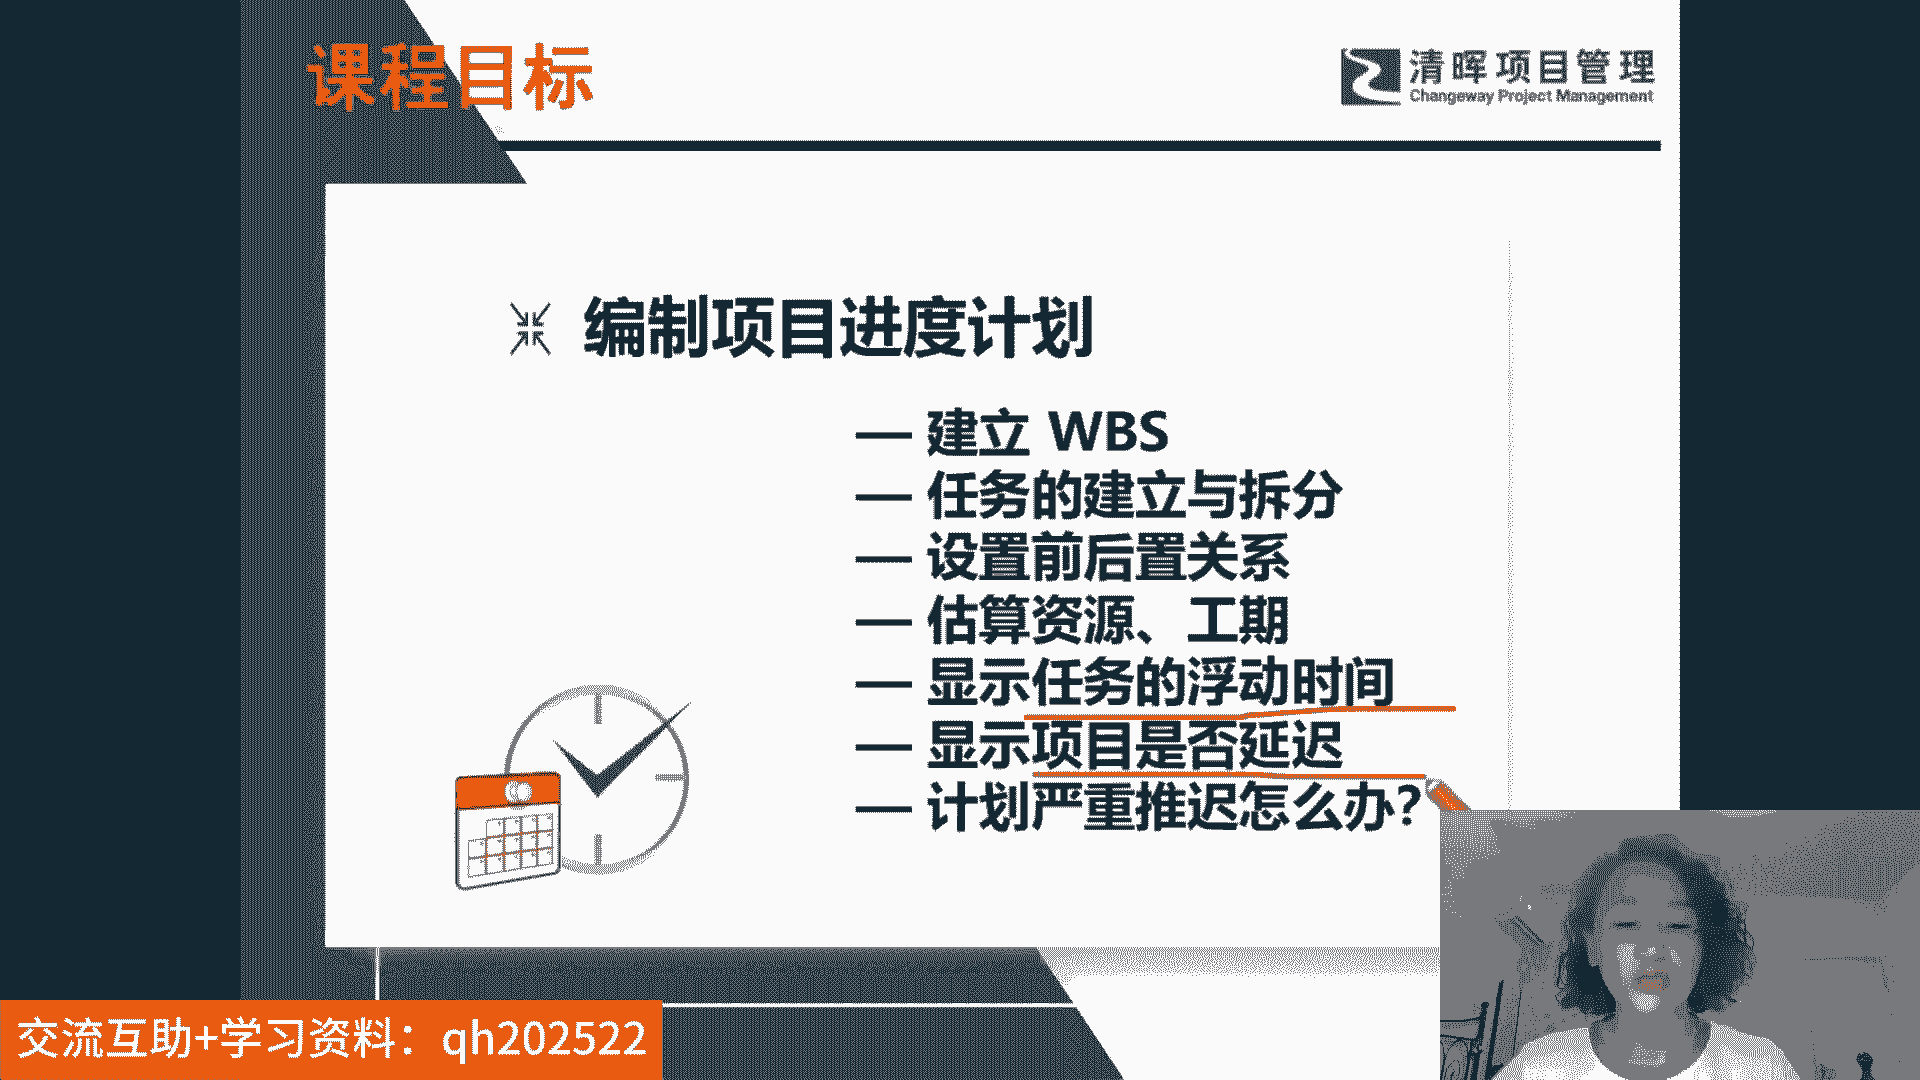 课程目标
清晖项目管理
Changeway Project Management
编制项目进度计划
— 建立 WBS
— 任务的建立与拆分
— 设置前后置关系
— 估算资源、工期
— 显示任务的浮动时间
— 显示项目是否延迟
— 计划严重推迟怎么办？
交流互助+学习资料：qh202522